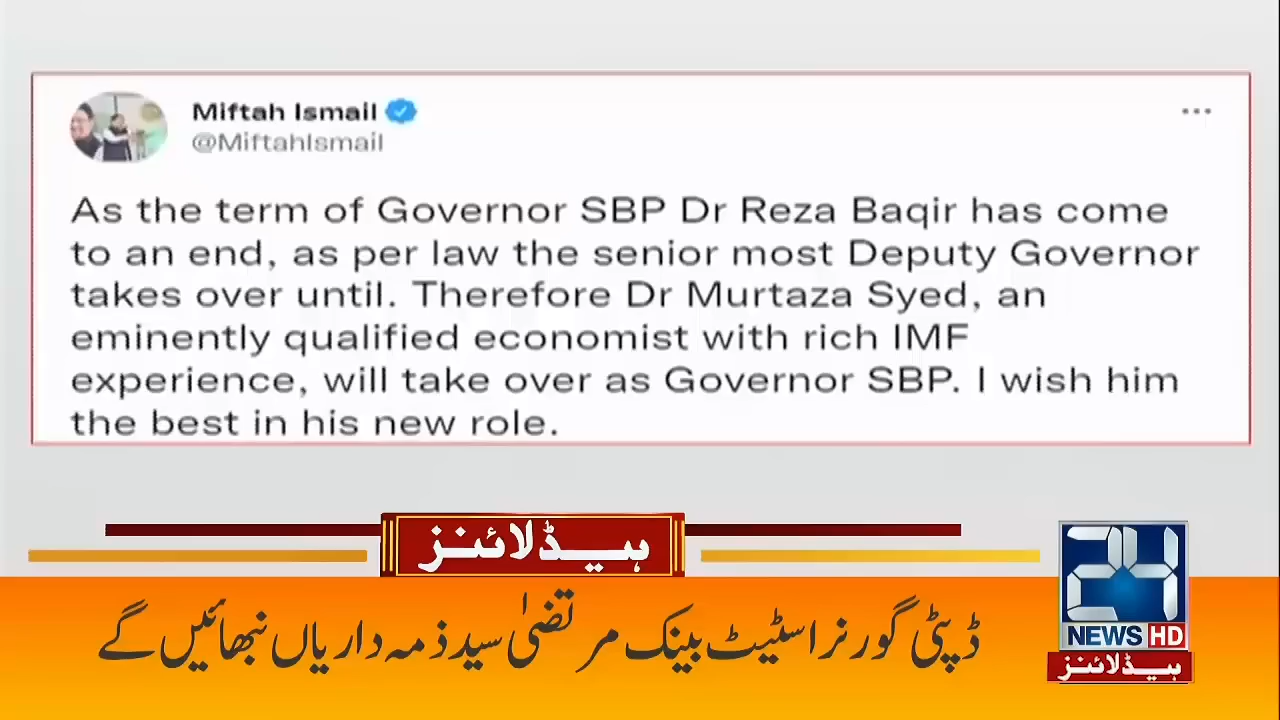 Miftah Ismail
@MiftahIsmail
As the term of Governor SBP Dr Reza Baqir has come
to an end, as per law the senior most Deputy Governor
takes over until. Therefore Dr Murtaza Syed, an
eminently qualified economist with rich IMF
experience, will take over as Governor SBP. I wish him
the best in his new role.
ہیڈلائنز
ڈپٹی گورنر اسٹیٹ بینک مرتضیٰ سید ذمہ داریاں نبھائیں گے
24
NEWS HD
ہیڈلائنز